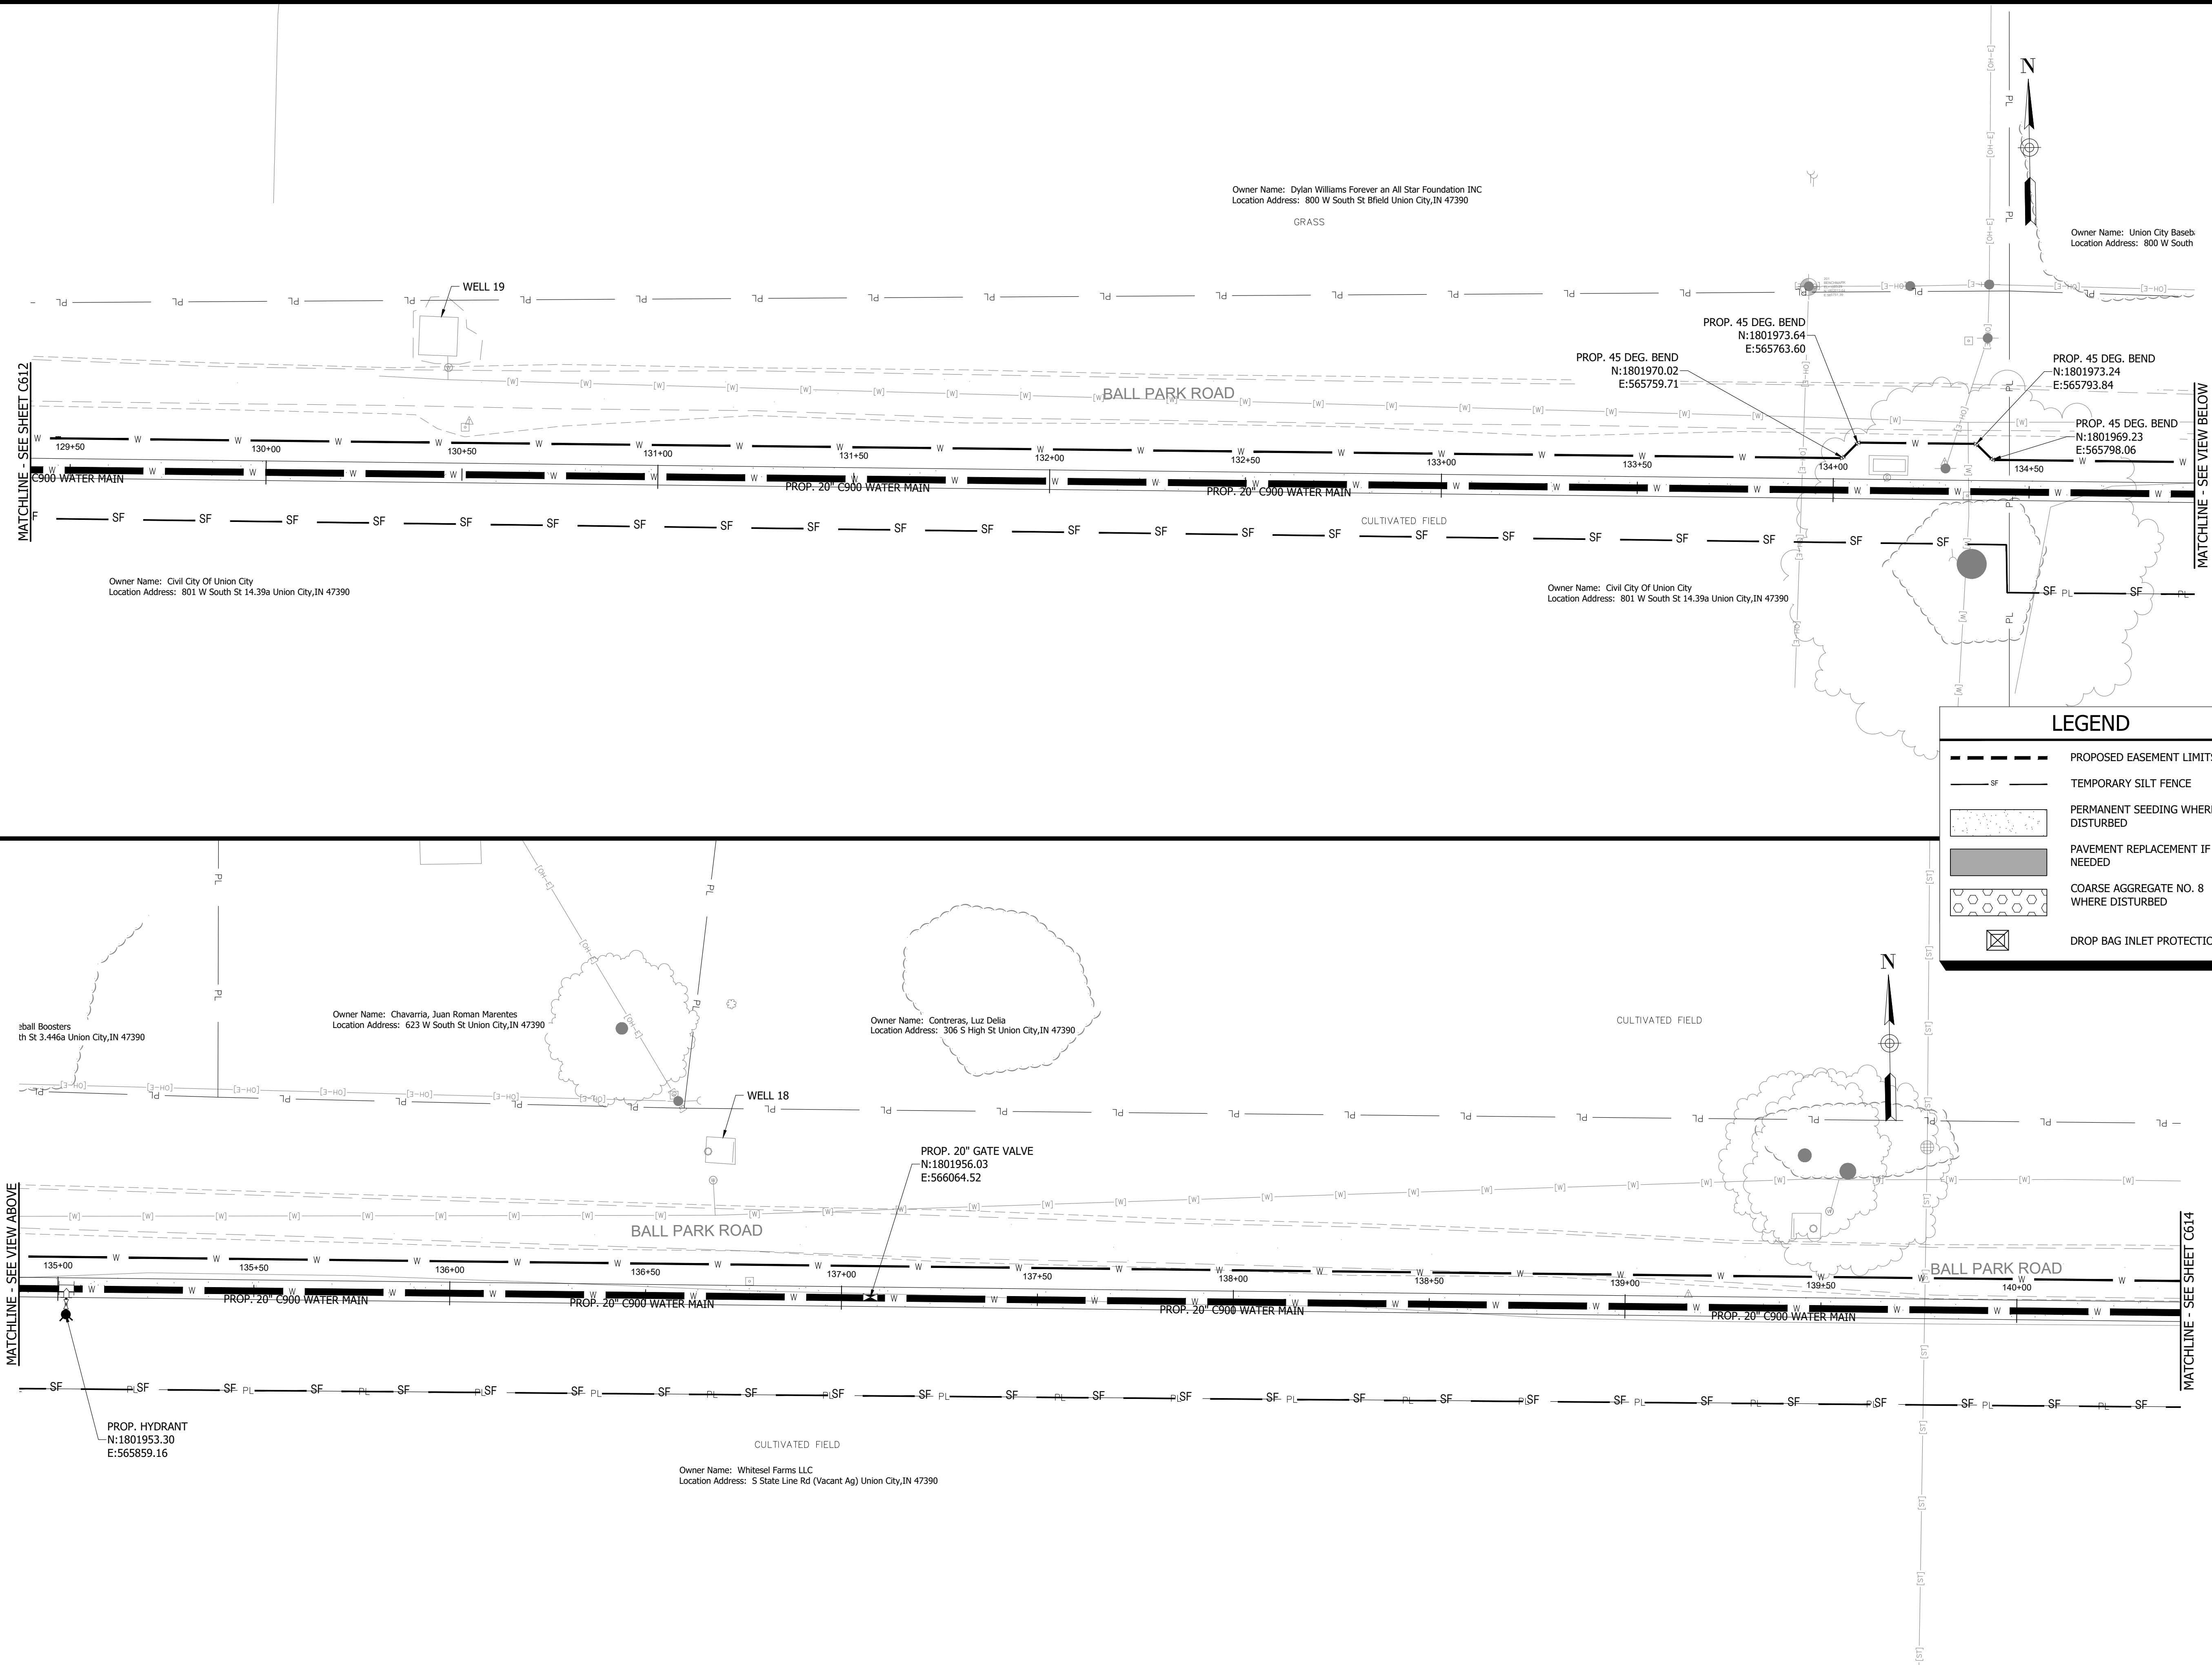 N
Owner Name: Dylan Williams Forever an All Star Foundation INC
Location Address: 800 W South St Bfield Union City,IN 47390
GRASS
Owner Name: Union City Baseb
Location Address: 800 W South
WELL 19
PROP. 45 DEG. BEND
N:1801973.64
E:565763.60
PROP. 45 DEG. BEND
N:1801970.02
E:565759.71
PROP. 45 DEG. BEND
N:1801973.24
E:565793.84
PROP. 45 DEG. BEND
N:1801969.23
E:565798.06
BALL PARK ROAD
MATCHLINE - SEE SHEET C612
MATCHLINE - SEE VIEW BELOW
129+50
130+00
130+50
131+00
131+50
132+00
132+50
133+00
133+50
134+00
134+50
C900 WATER MAIN
PROP. 20" C900 WATER MAIN
PROP. 20" C900 WATER MAIN
CULTIVATED FIELD
Owner Name: Civil City Of Union City
Location Address: 801 W South St 14.39a Union City,IN 47390
Owner Name: Civil City Of Union City
Location Address: 801 W South St 14.39a Union City,IN 47390
LEGEND
PROPOSED EASEMENT LIMITS
SF
TEMPORARY SILT FENCE
PERMANENT SEEDING WHERE
DISTURBED
PAVEMENT REPLACEMENT IF
NEEDED
COARSE AGGREGATE NO. 8
WHERE DISTURBED
DROP BAG INLET PROTECTIO
N
eball Boosters
th St 3.446a Union City,IN 47390
Owner Name: Chavarria, Juan Roman Marentes
Location Address: 623 W South St Union City,IN 47390
Owner Name: Contreras, Luz Delia
Location Address: 306 S High St Union City,IN 47390
CULTIVATED FIELD
WELL 18
PROP. 20" GATE VALVE
N:1801956.03
E:566064.52
BALL PARK ROAD
BALL PARK ROAD
MATCHLINE - SEE VIEW ABOVE
MATCHLINE - SEE SHEET C614
135+00
135+50
136+00
136+50
137+00
137+50
138+00
138+50
139+00
139+50
140+00
PROP. 20" C900 WATER MAIN
PROP. 20" C900 WATER MAIN
PROP. 20" C900 WATER MAIN
PROP. 20" C900 WATER MAIN
PROP. HYDRANT
N:1801953.30
E:565859.16
CULTIVATED FIELD
Owner Name: Whitesel Farms LLC
Location Address: S State Line Rd (Vacant Ag) Union City,IN 47390